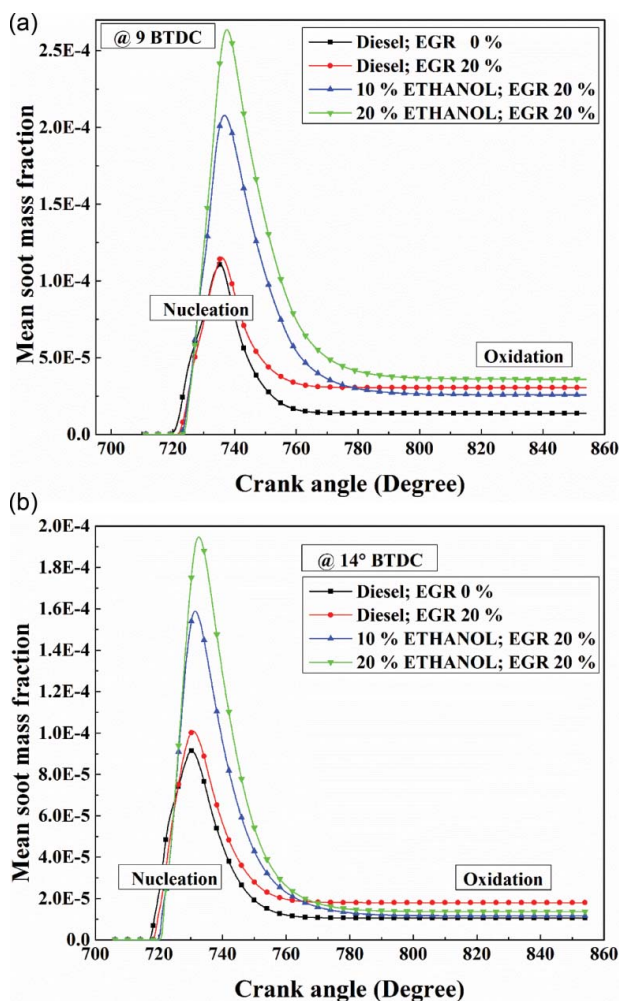 (a)
@ 9 BTDC
Diesel; EGR 0 %
Diesel; EGR 20 %
10 % ETHANOL; EGR 20 %
20 % ETHANOL; EGR 20 %
2.5E-4
2.0E-4
1.5E-4
1.0E-4
5.0E-5
0.0
Mean soot mass fraction
Nucleation
Oxidation
700 720 740 760 780 800 820 840 860
Crank angle (Degree)
(b)
@ 14° BTDC
Diesel; EGR 0 %
Diesel; EGR 20 %
10 % ETHANOL; EGR 20 %
20 % ETHANOL; EGR 20 %
2.0E-4
1.8E-4
1.6E-4
1.4E-4
1.2E-4
1.0E-4
8.0E-5
6.0E-5
4.0E-5
2.0E-5
0.0
Mean soot mass fraction
Nucleation
Oxidation
700 720 740 760 780 800 820 840 860
Crank angle (Degree)